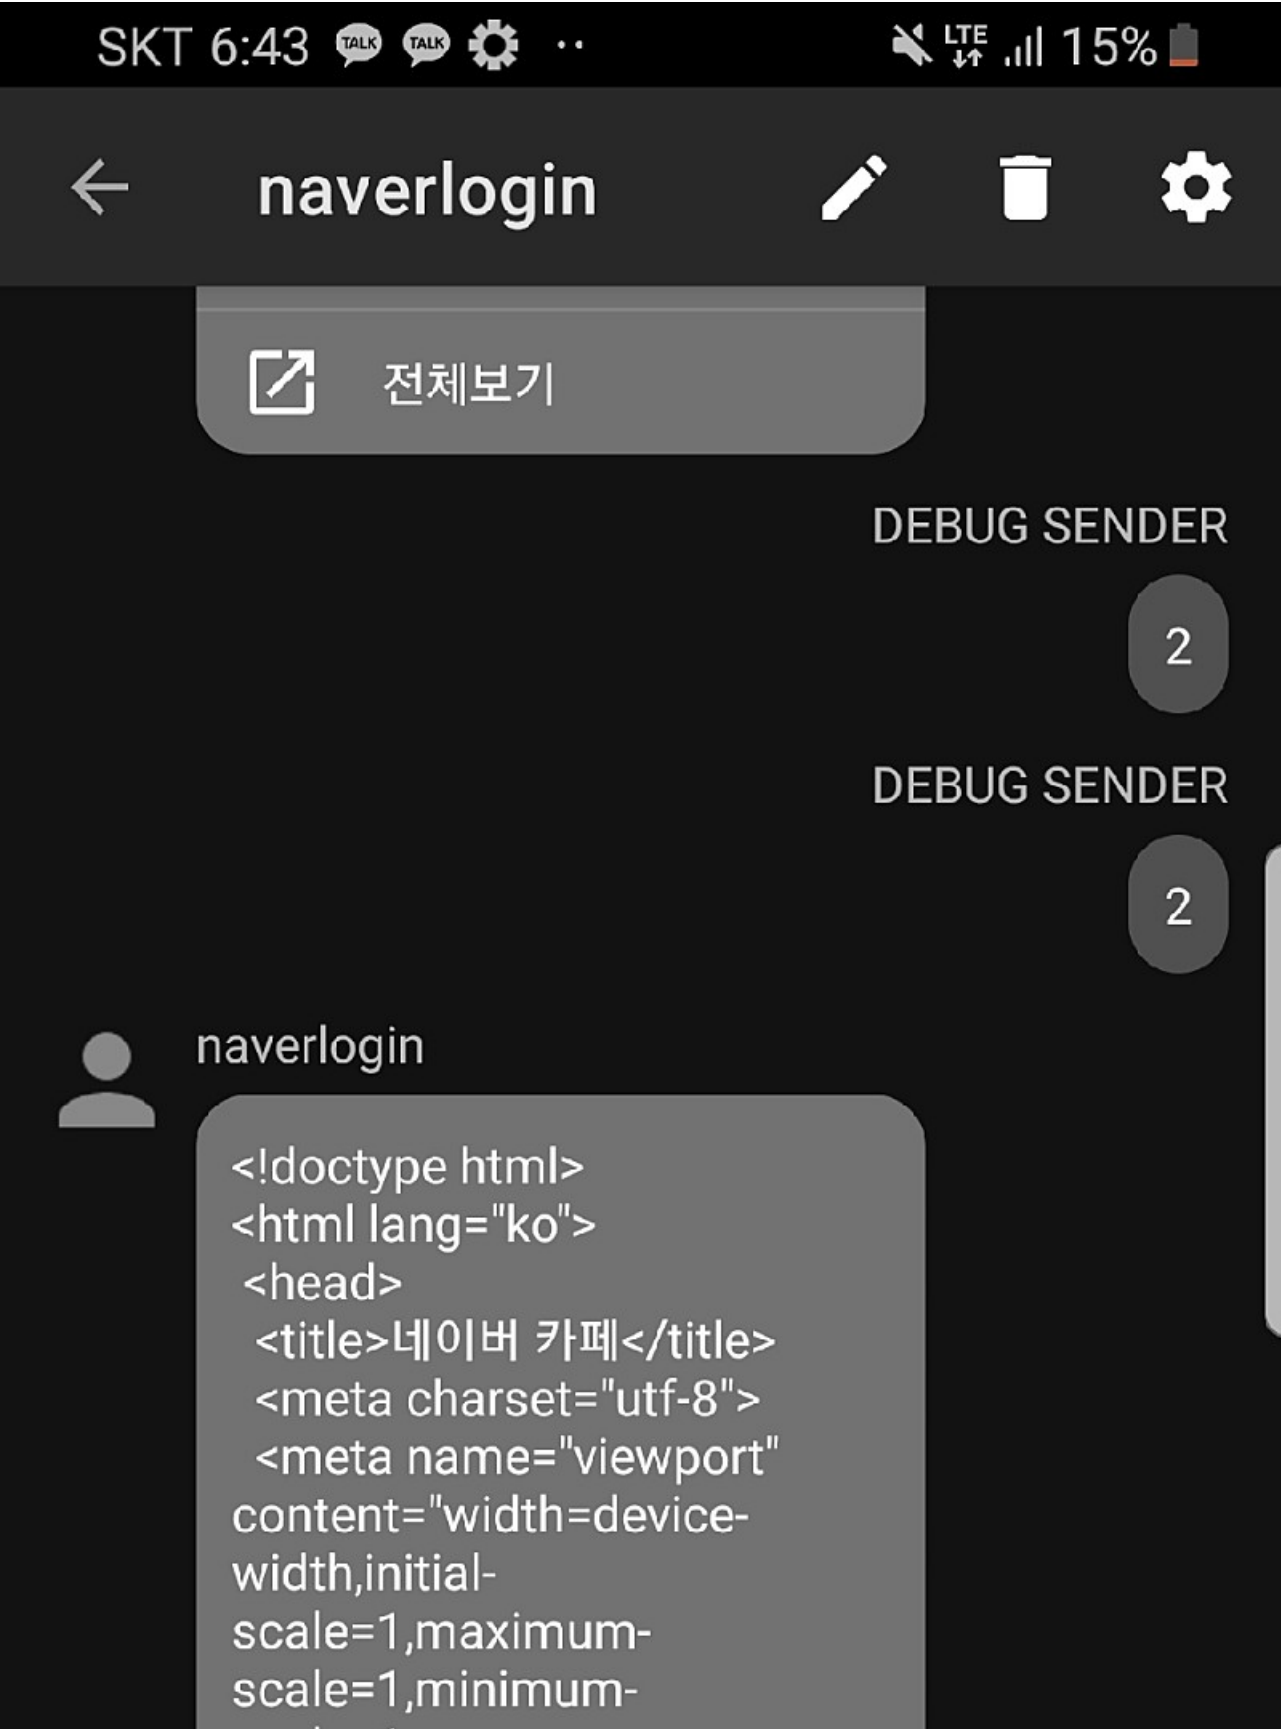 SKT 6:43 TALK TALK LTE 15%
naverlogin
전체보기
DEBUG SENDER
2
DEBUG SENDER
2
naverlogin
<!doctype html>
<html lang="ko">
<head>
<title>네이버 카페</title>
<meta charset="utf-8">
<meta name="viewport"
content="width=device-
width,initial-
scale=1,maximum-
scale=1,minimum-